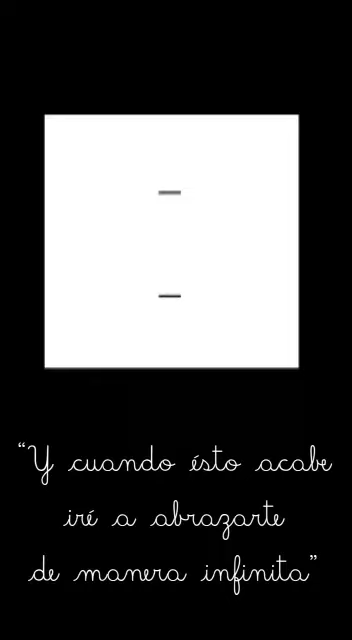 “Y cuando ésto acabe
iré a abrazarte
de manera infinita”